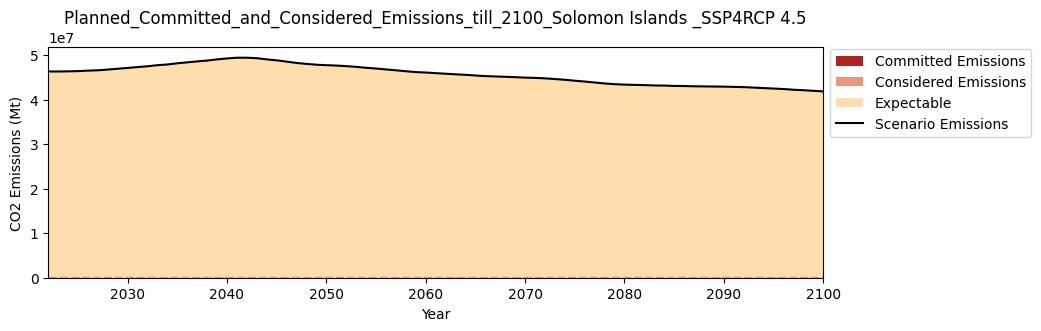 Planned_Committed_and_Considered_Emissions_till_2100_Solomon Islands _SSP4RCP 4.5
1e7
5
4
3
2
1
0
CO2 Emissions (Mt)
2030 2040 2050 2060 2070 2080 2090 2100
Year
Committed Emissions
Considered Emissions
Expectable
Scenario Emissions